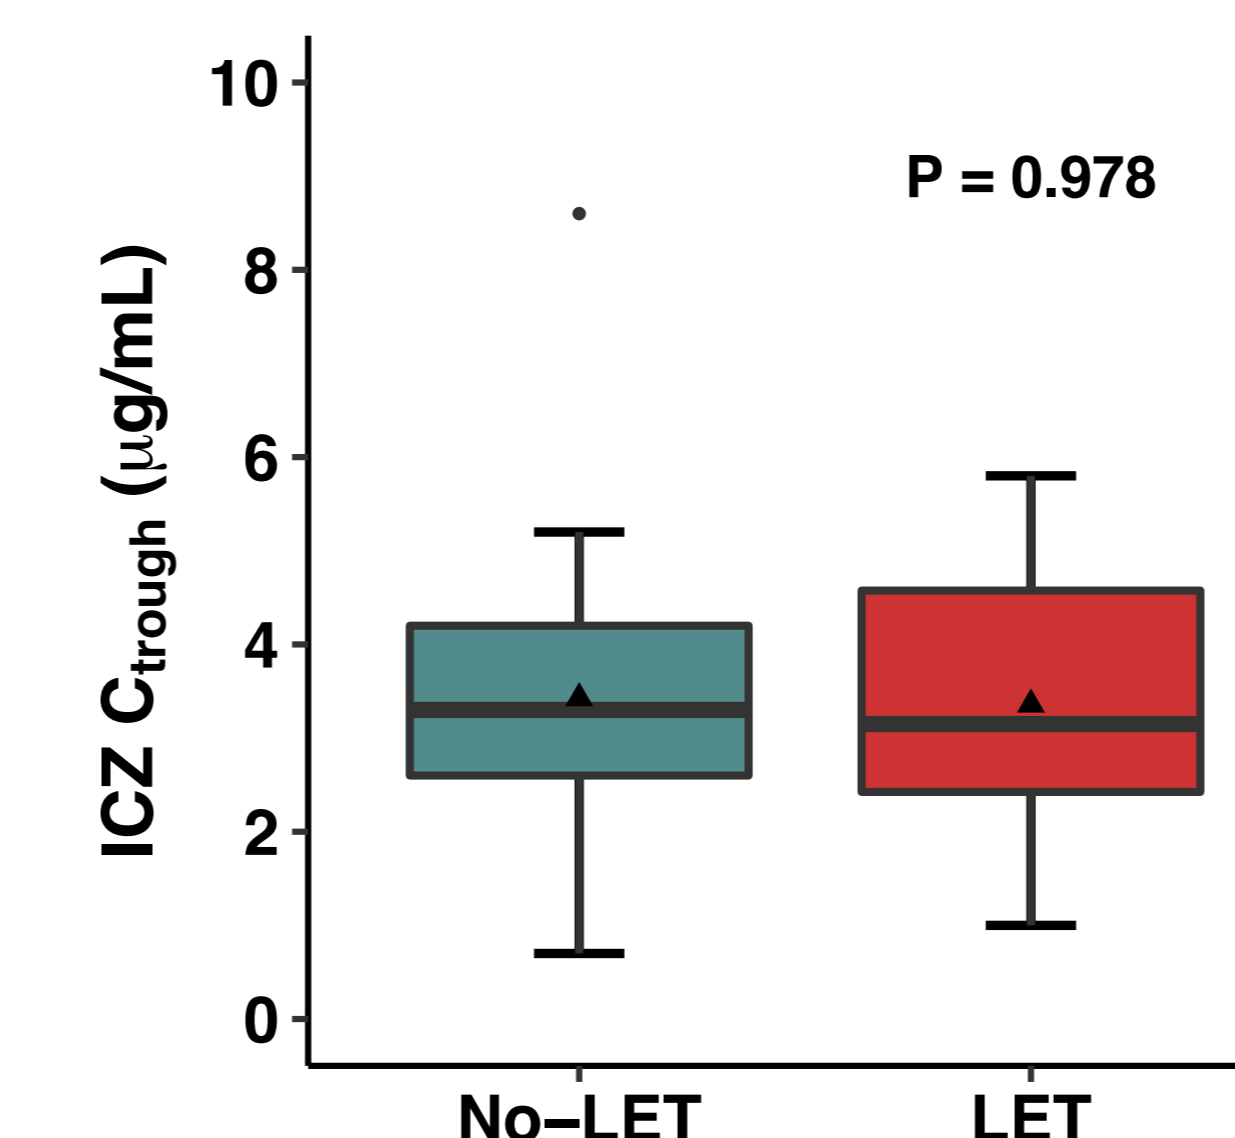 10
8
6
4
2
0
ICZ Ctrough (μg/mL)
P = 0.978
No−LET
LET